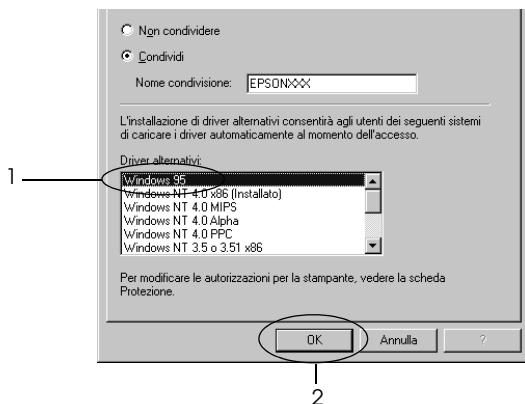 Non condividere
Condividi
Nome condivisione: EPSONXXX
L'installazione di driver alternativi consentirà agli utenti dei seguenti sistemi
di caricare i driver automaticamente al momento dell'accesso.
Driver alternativi:
1
Windows 95
Windows NT 4.0 x86 (Installato)
Windows NT 4.0 MIPS
Windows NT 4.0 Alpha
Windows NT 4.0 PPC
Windows NT 3.5 o 3.51 x86
Per modificare le autorizzazioni per la stampante, vedere la scheda
Protezione.
OK Annulla ?
2